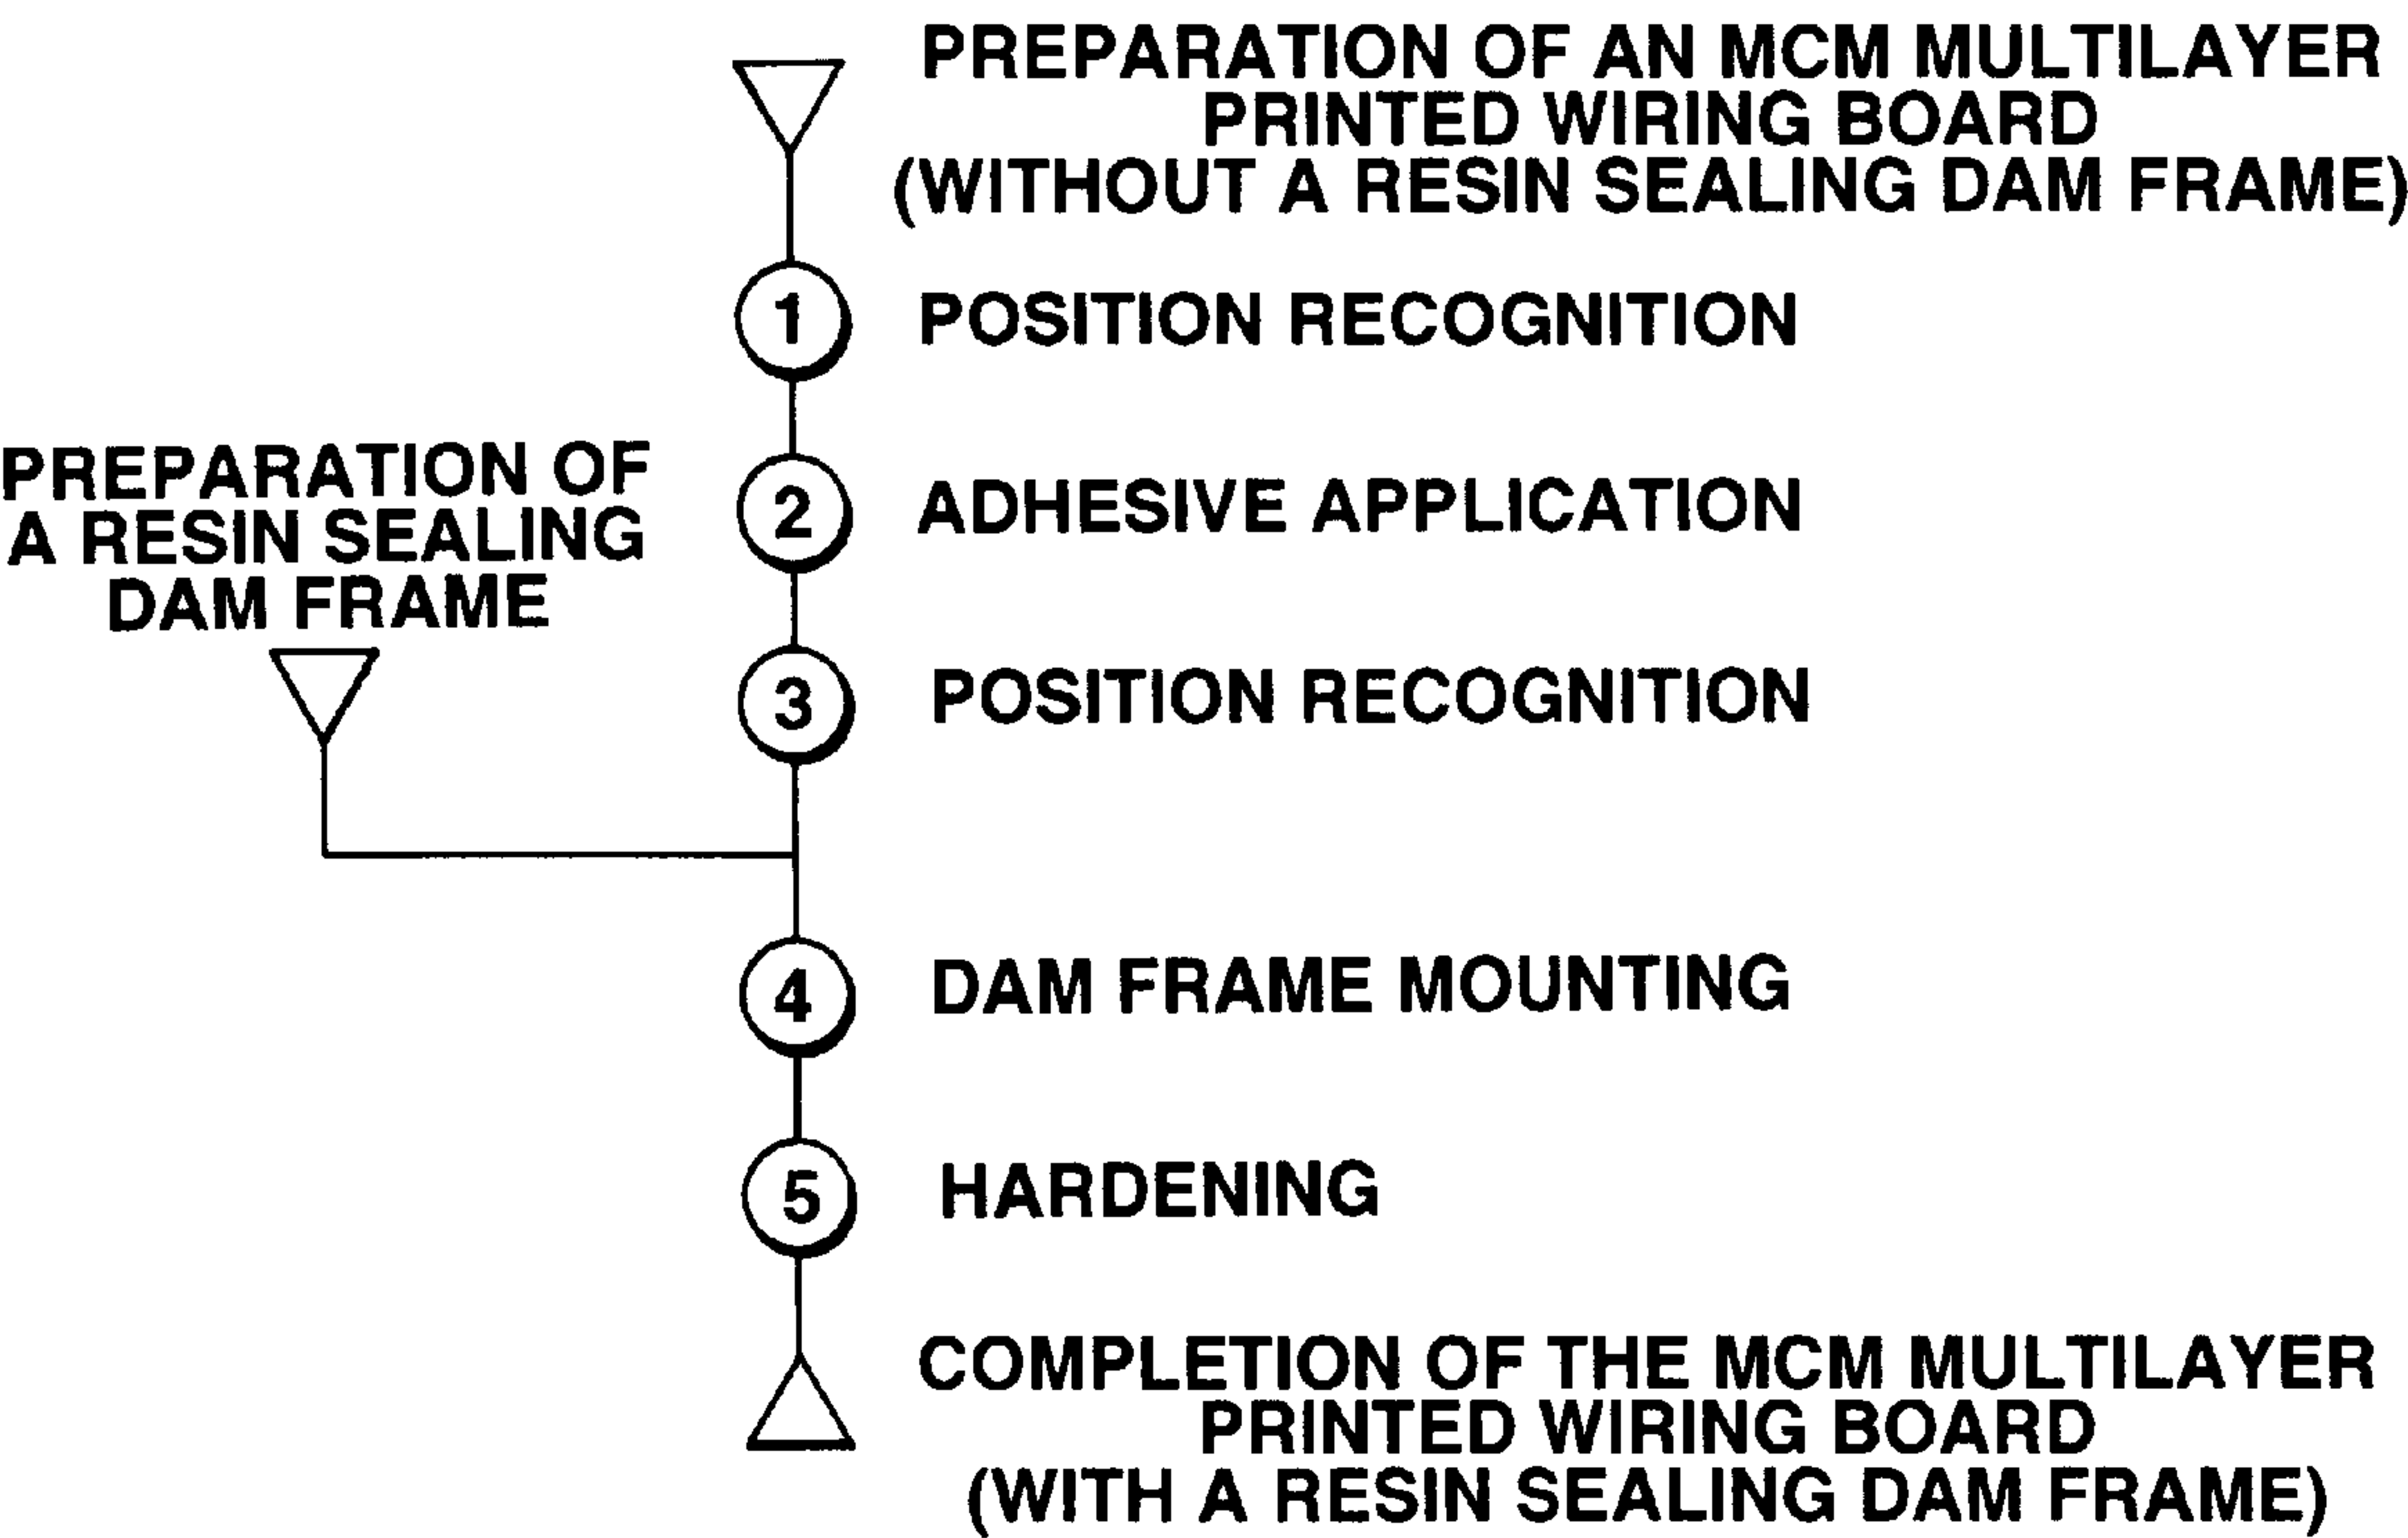 PREPARATION OF AN MCM MULTILAYER
PRINTED WIRING BOARD
(WITHOUT A RESIN SEALING DAM FRAME)
1 POSITION RECOGNITION
2 ADHESIVE APPLICATION
PREPARATION OF
A RESIN SEALING
DAM FRAME
3 POSITION RECOGNITION
4 DAM FRAME MOUNTING
5 HARDENING
COMPLETION OF THE MCM MULTILAYER
PRINTED WIRING BOARD
(WITH A RESIN SEALING DAM FRAME)